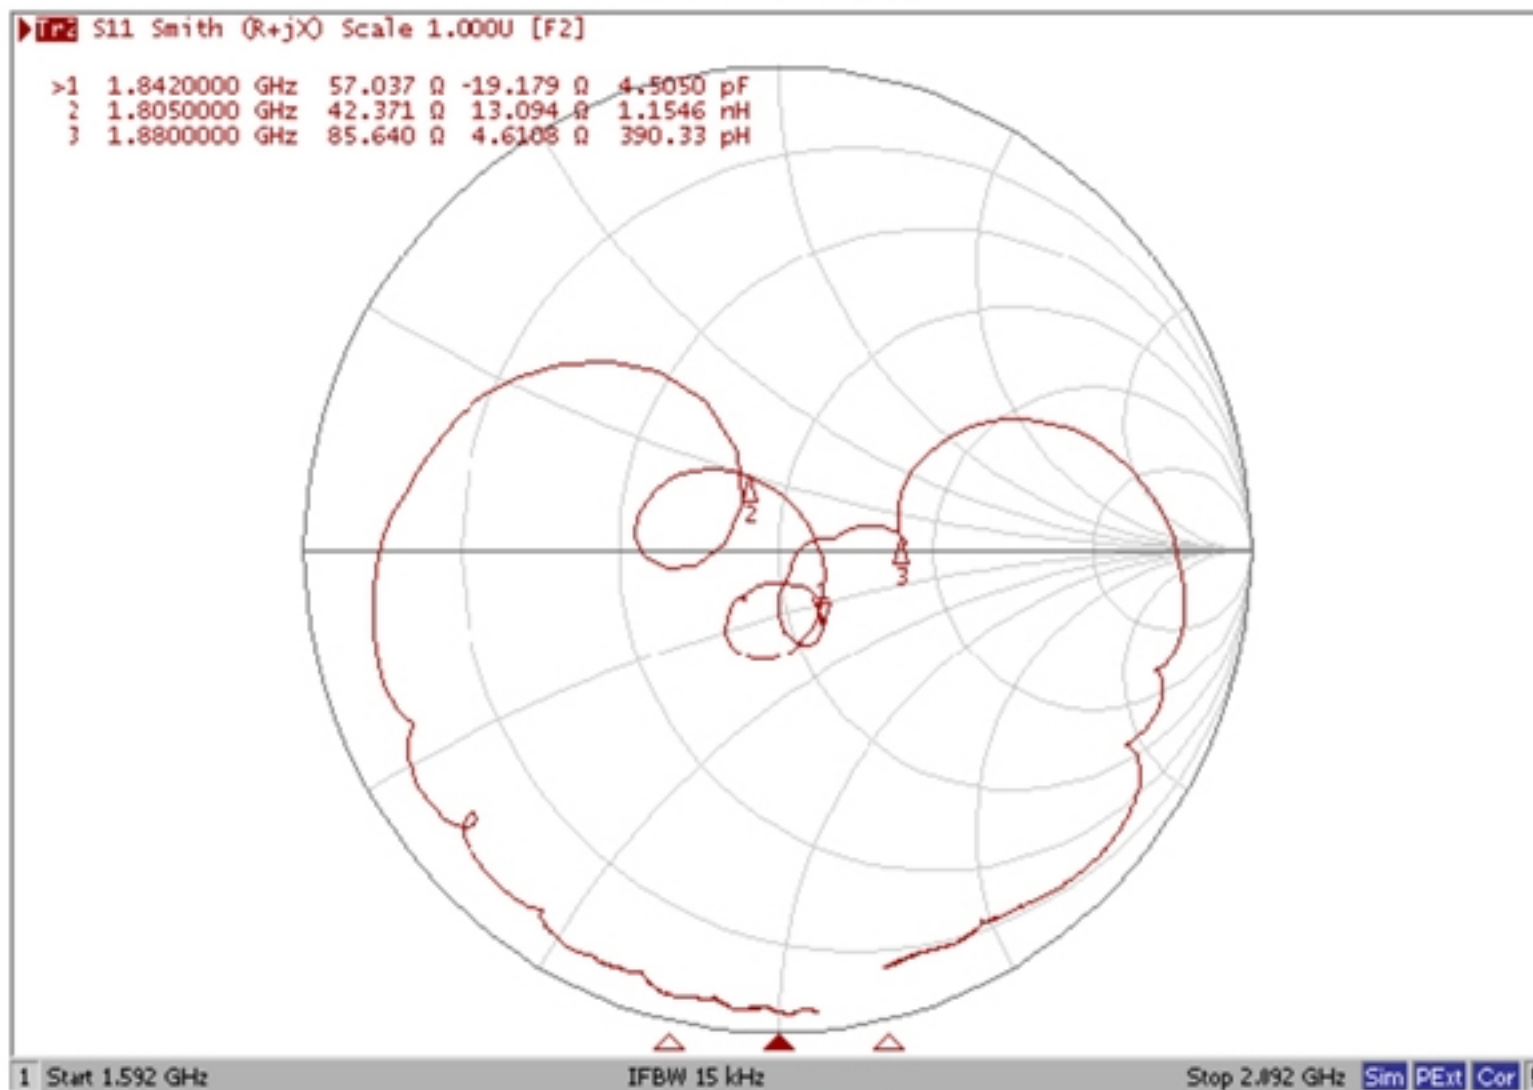 Tr2 S11 Smith (R+jX) Scale 1.000U [F2]
>1 1.8420000 GHz 57.037 Ω -19.179 Ω 4.5050 pF
2 1.8050000 GHz 42.371 Ω 13.094 Ω 1.1546 nH
3 1.8800000 GHz 85.640 Ω 4.6108 Ω 390.33 pH
2
1
3
1 Start 1.592 GHz IFBW 15 kHz Stop 2.092 GHz Sim PExt Cor